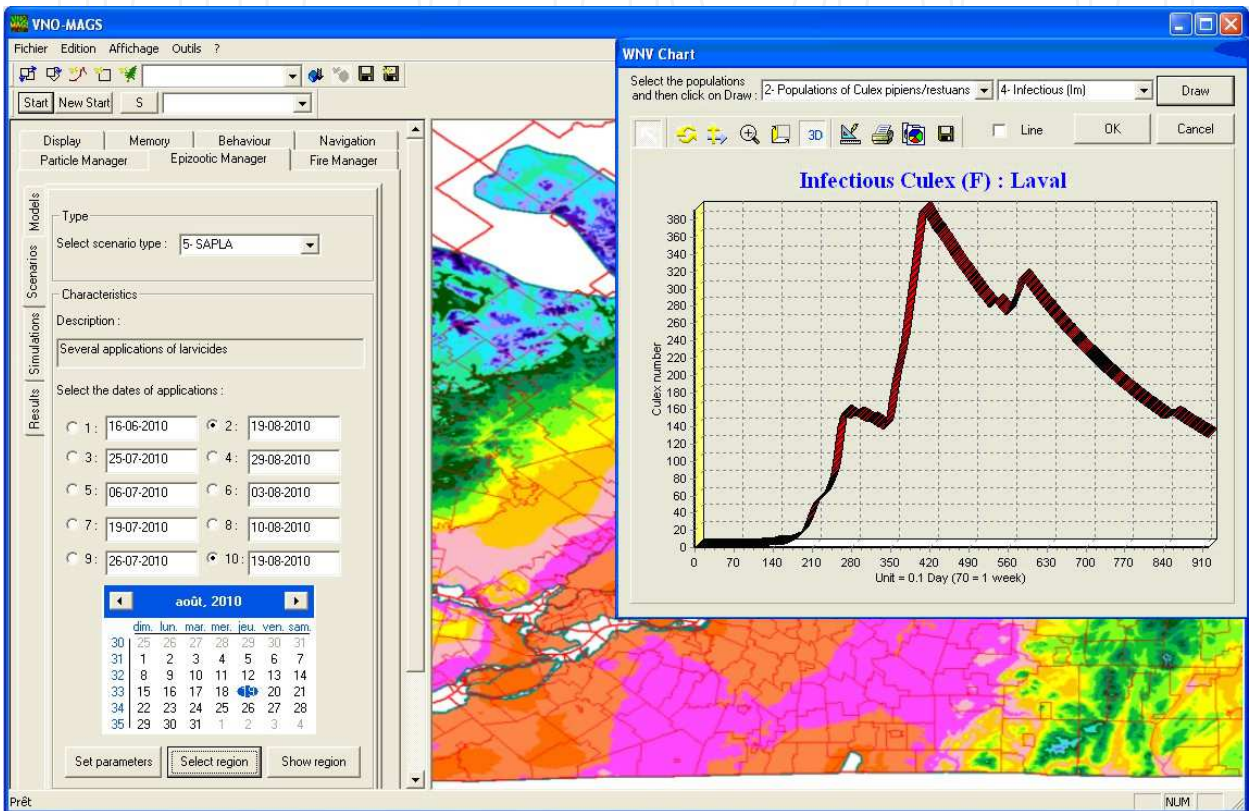 VNO-MAGS
Fichier Edition Affichage Outils ?
Start New Start S
Display Memory Behaviour Navigation
Particle Manager Epizootic Manager Fire Manager
Models
Scenarios
Simulations
Results
Type
Select scenario type : 5- SAPLA
Characteristics
Description :
Several applications of larvicides
Select the dates of applications :
1 : 16-06-2010 2 : 19-08-2010
3 : 25-07-2010 4 : 29-08-2010
5 : 06-07-2010 6 : 03-08-2010
7 : 19-07-2010 8 : 10-08-2010
9 : 26-07-2010 10 : 19-08-2010
août, 2010
dim. lun. mar. mer. jeu. ven. sam.
30 25 26 27 28 29 30 31
31 1 2 3 4 5 6 7
32 8 9 10 11 12 13 14
33 15 16 17 18 19 20 21
34 22 23 24 25 26 27 28
35 29 30 31 1 2 3 4
Set parameters Select region Show region
Prêt NUM
WNV Chart
Select the populations
and then click on Draw : 2- Populations of Culex pipiens/restuans 4- Infectious (Im) Draw
3D Line OK Cancel
Infectious Culex (F) : Laval
Culex number
380
360
340
320
300
280
260
240
220
200
180
160
140
120
100
80
60
40
20
0
0 70 140 210 280 350 420 490 560 630 700 770 840 910
Unit = 0.1 Day (70 = 1 week)